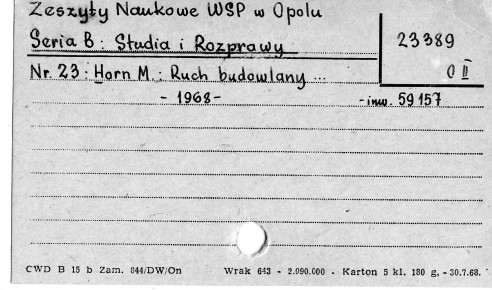 Zeszyty Naukowe WSP w Opolu
Seria B: Studia i Rozprawy 23389
O II
Nr. 23: Horn M.: Ruch budowlany ...
- 1968 - - inw. 59157
CWD B 15 b Zam. 844/DW/On Wrak 643 - 2.090.000 - Karton 5 kl. 180 g, - 30.7.68.